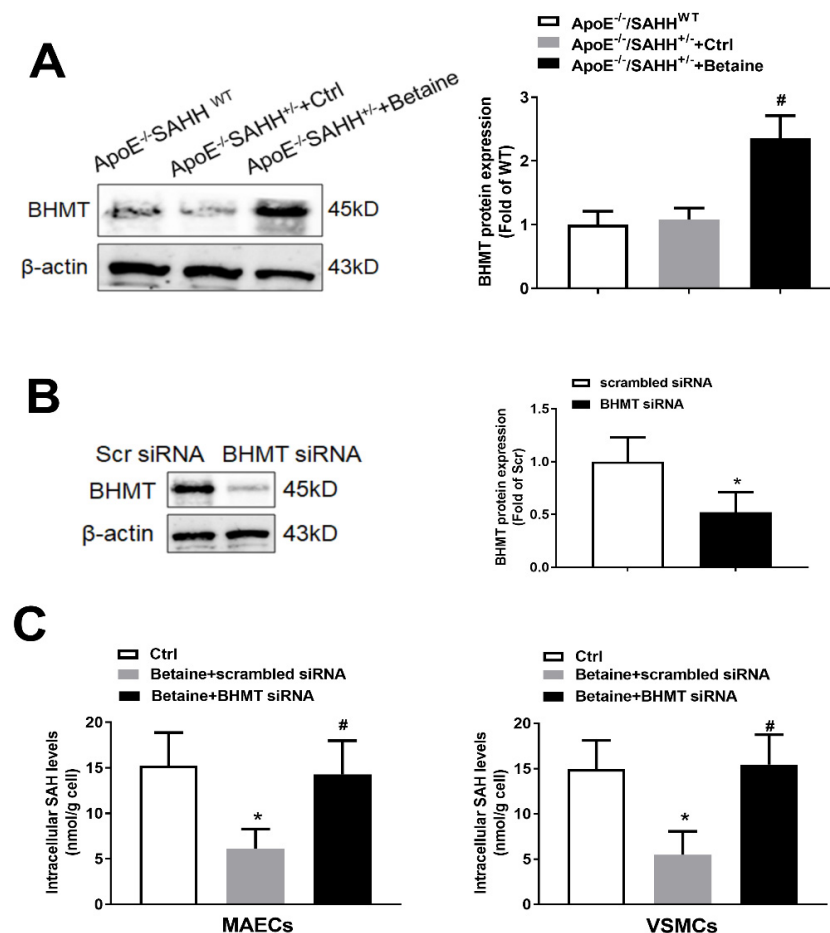 A
ApoE-/-SAHH WT
ApoE-/-SAHH+/-+Ctrl
ApoE-/-SAHH+/-+Betaine
BHMT
45kD
β-actin
43kD
ApoE-/-/SAHHWT
ApoE-/-/SAHH+/-+Ctrl
ApoE-/-/SAHH+/-+Betaine
BHMT protein expression
(Fold of WT)
3
2
1
0
#
B
Scr siRNA BHMT siRNA
BHMT
45kD
β-actin
43kD
scrambled siRNA
BHMT siRNA
BHMT protein expression
(Fold of Scr)
1.5
1.0
0.5
0.0
*
C
Ctrl
Betaine+scrambled siRNA
Betaine+BHMT siRNA
Intracellular SAH levels
(nmol/g cell)
20
15
10
5
0
*
#
MAECs
Ctrl
Betaine+scrambled siRNA
Betaine+BHMT siRNA
Intracellular SAH levels
(nmol/g cell)
20
15
10
5
0
*
#
VSMCs